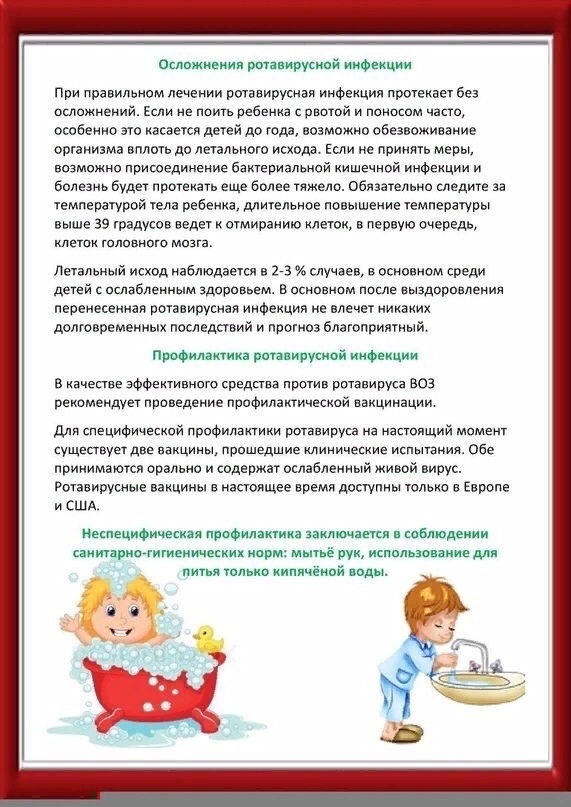 Осложнения ротавирусной инфекции
При правильном лечении ротавирусная инфекция протекает без
осложнений. Если не поить ребенка с рвотой и поносом часто,
особенно это касается детей до года, возможно обезвоживание
организма вплоть до летального исхода. Если не принять меры,
возможно присоединение бактериальной кишечной инфекции и
болезнь будет протекать еще более тяжело. Обязательно следите за
температурой тела ребенка, длительное повышение температуры
выше 39 градусов ведет к отмиранию клеток, в первую очередь,
клеток головного мозга.
Летальный исход наблюдается в 2-3 % случаев, в основном среди
детей с ослабленным здоровьем. В основном после выздоровления
перенесенная ротавирусная инфекция не влечет никаких
долговременных последствий и прогноз благоприятный.
Профилактика ротавирусной инфекции
В качестве эффективного средства против ротавируса ВОЗ
рекомендует проведение профилактической вакцинации.
Для специфической профилактики ротавируса на настоящий момент
существует две вакцины, прошедшие клинические испытания. Обе
принимаются орально и содержат ослабленный живой вирус.
Ротавирусные вакцины в настоящее время доступны только в Европе
и США.
Неспецифическая профилактика заключается в соблюдении
санитарно-гигиенических норм: мытьё рук, использование для
питья только кипячёной воды.